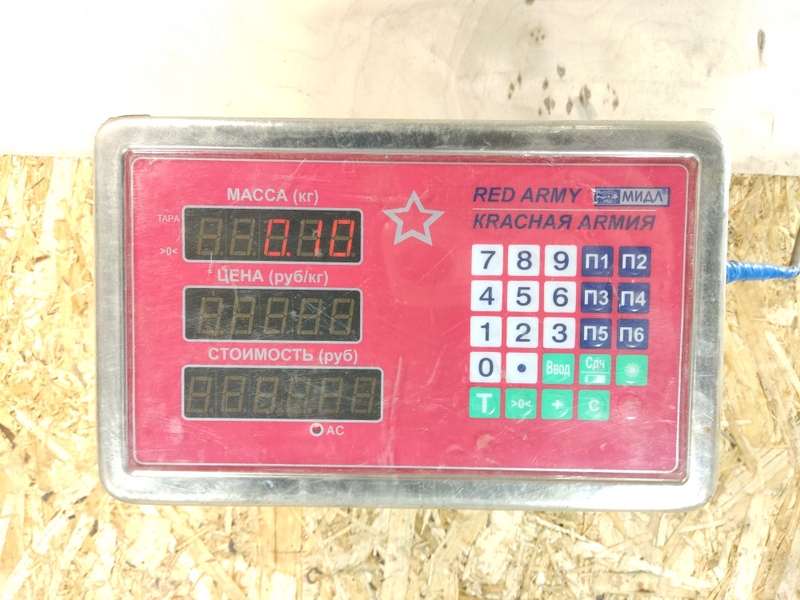 МАССА (кг)
ТАРА
>0<
0.10
ЦЕНА (руб/кг)
СТОИМОСТЬ (руб)
AC
RED ARMY МИДЛ
КRАСНАЯ АRМИЯ
7 8 9 П1 П2
4 5 6 П3 П4
1 2 3 П5 П6
0 • Ввод Сдч *
T >0< + C